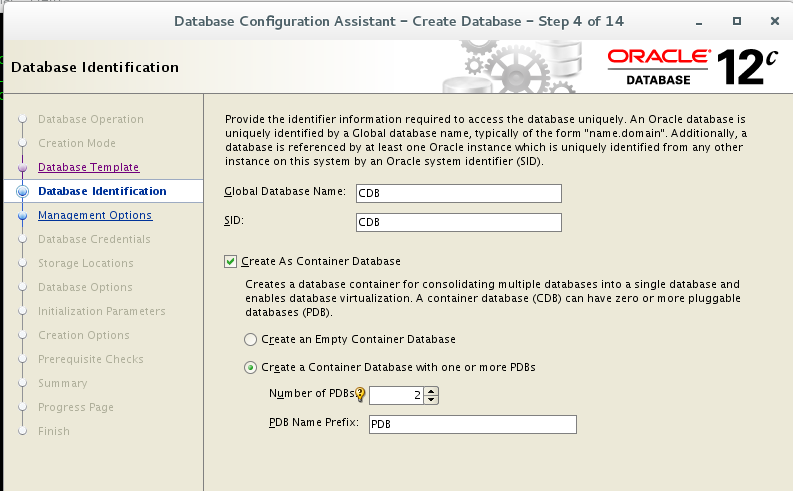 Database Configuration Assistant - Create Database - Step 4 of 14
Database Identification
ORACLE
DATABASE
12c
Database Operation
Creation Mode
Database Template
Database Identification
Management Options
Database Credentials
Storage Locations
Database Options
Initialization Parameters
Creation Options
Prerequisite Checks
Summary
Progress Page
Finish
Provide the identifier information required to access the database uniquely. An Oracle database is
uniquely identified by a Global database name, typically of the form "name.domain". Additionally, a
database is referenced by at least one Oracle instance which is uniquely identified from any other
instance on this system by an Oracle system identifier (SID).
Global Database Name: CDB
SID: CDB
Create As Container Database
Creates a database container for consolidating multiple databases into a single database and
enables database virtualization. A container database (CDB) can have zero or more pluggable
databases (PDB).
Create an Empty Container Database
Create a Container Database with one or more PDBs
Number of PDBs: 2
PDB Name Prefix: PDB